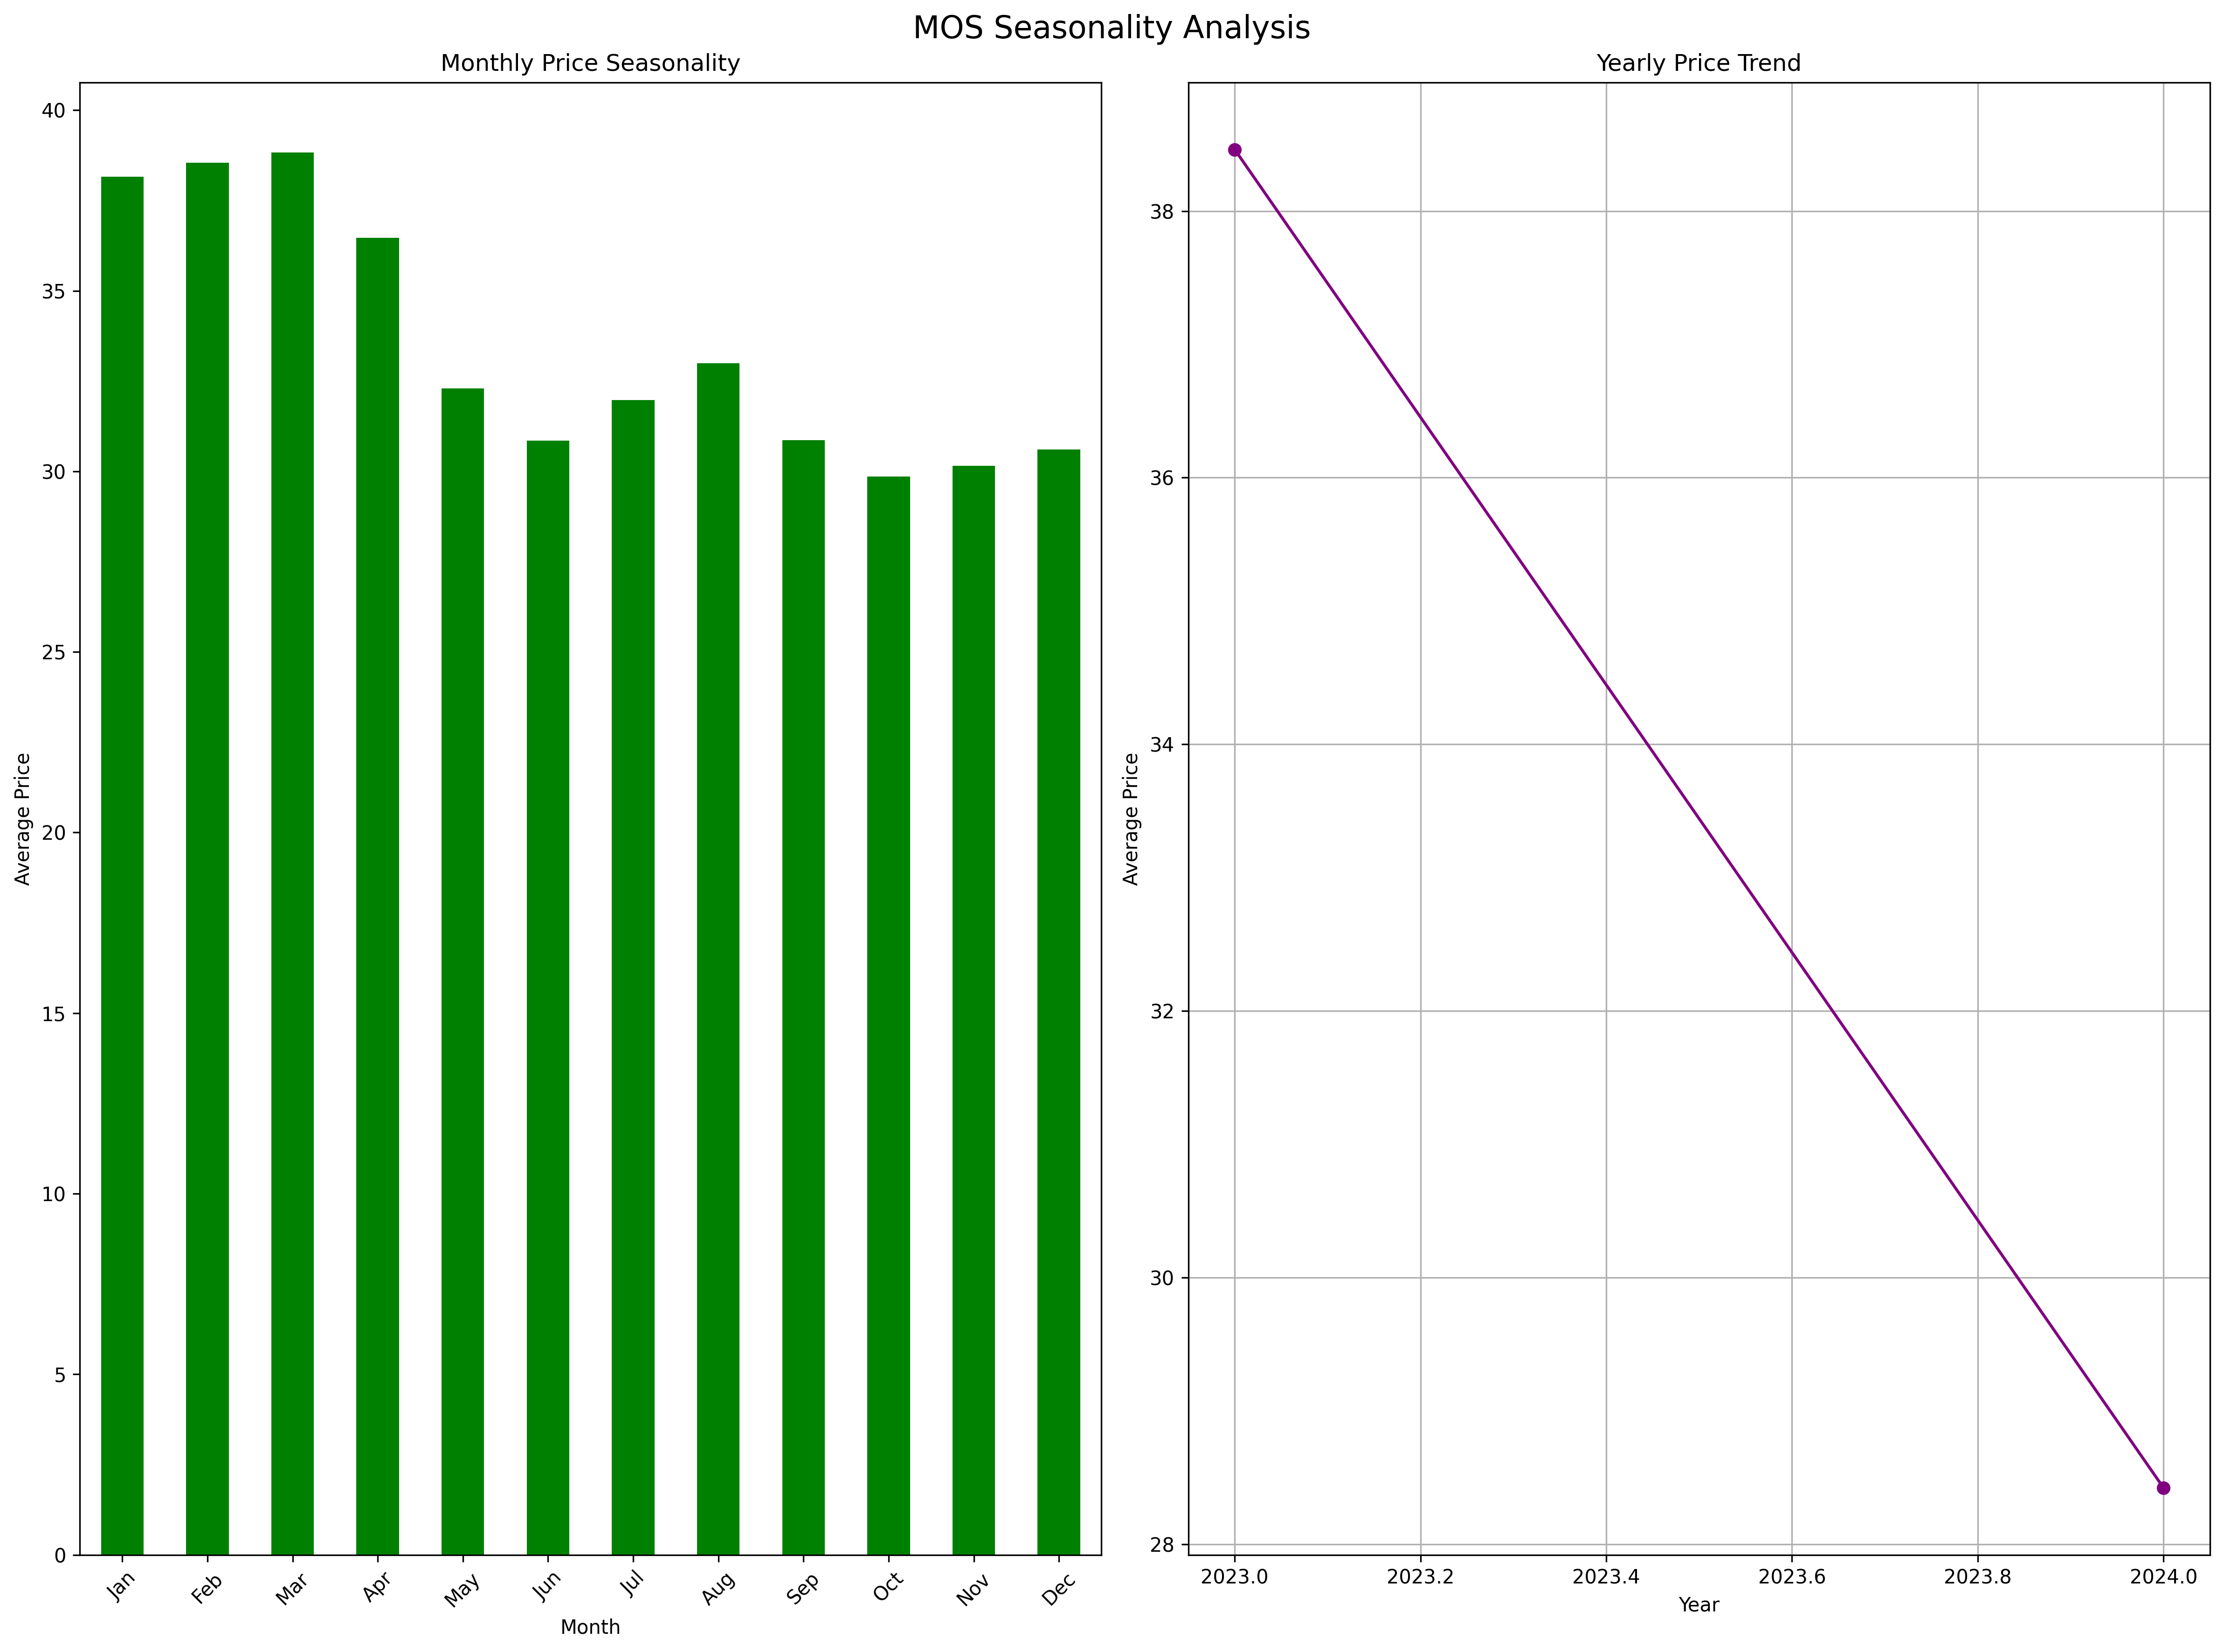 MOS Seasonality Analysis
Monthly Price Seasonality
Average Price
40
35
30
25
20
15
10
5
0
Jan
Feb
Mar
Apr
May
Jun
Jul
Aug
Sep
Oct
Nov
Dec
Month
Yearly Price Trend
Average Price
38
36
34
32
30
28
2023.0
2023.2
2023.4
2023.6
2023.8
2024.0
Year